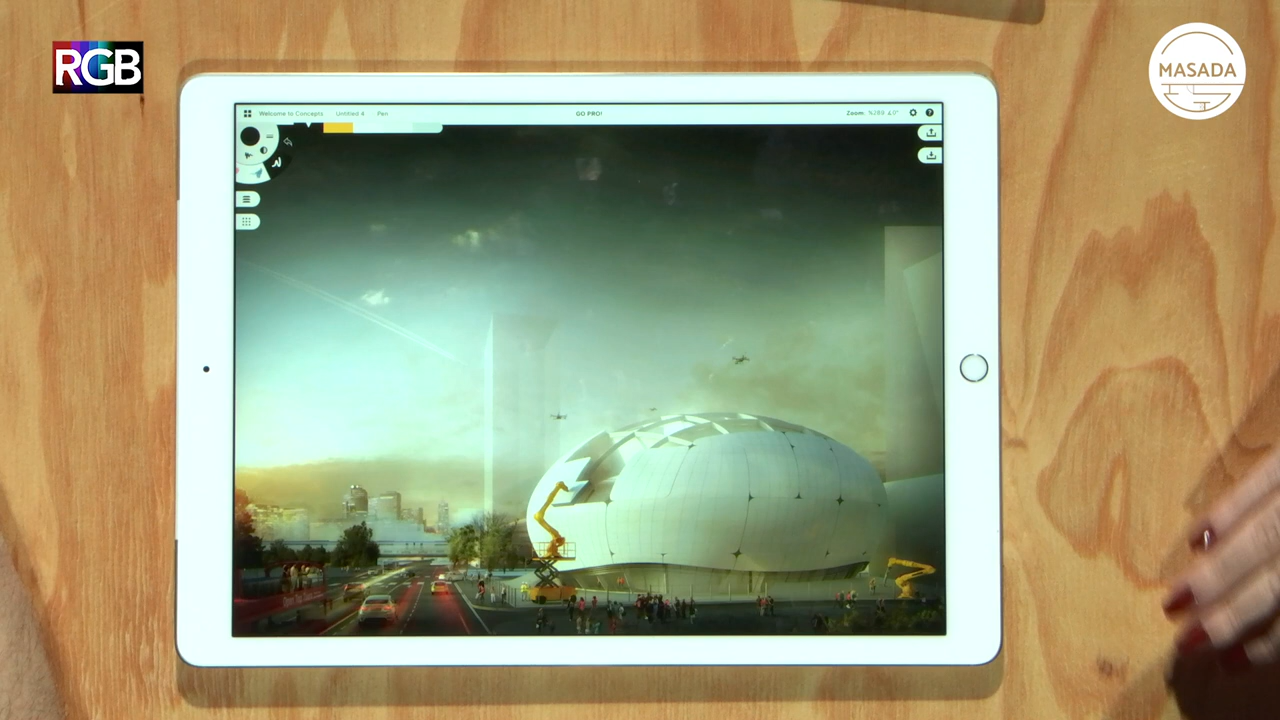 RGB
MASADA
Welcome to Concepts
Untitled 4
Pen
GO PRO!
Zoom: